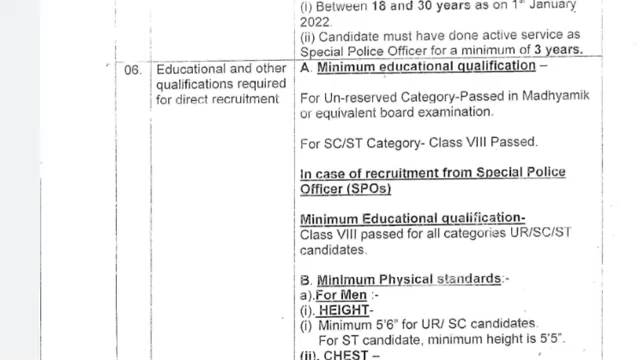 (i) Between 18 and 30 years as on 1st January
2022.
(ii) Candidate must have done active service as
Special Police Officer for a minimum of 3 years.
06.
Educational and other
qualifications required
for direct recruitment
A. Minimum educational qualification –
For Un-reserved Category-Passed in Madhyamik
or equivalent board examination.
For SC/ST Category- Class VIII Passed.
In case of recruitment from Special Police
Officer (SPOs)
Minimum Educational qualification-
Class VIII passed for all categories UR/SC/ST
candidates.
B. Minimum Physical standards:-
a).For Men :-
(i). HEIGHT-
(i) Minimum 5'6" for UR/ SC candidates.
For ST candidate, minimum height is 5'5".
(ii). CHEST –